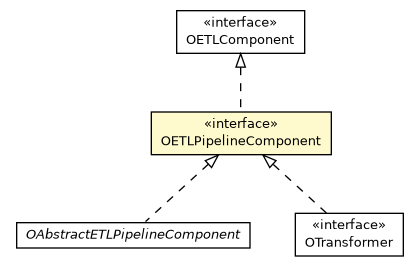 «interface»
OETLComponent
«interface»
OETLPipelineComponent
OAbstractETLPipelineComponent
«interface»
OTransformer